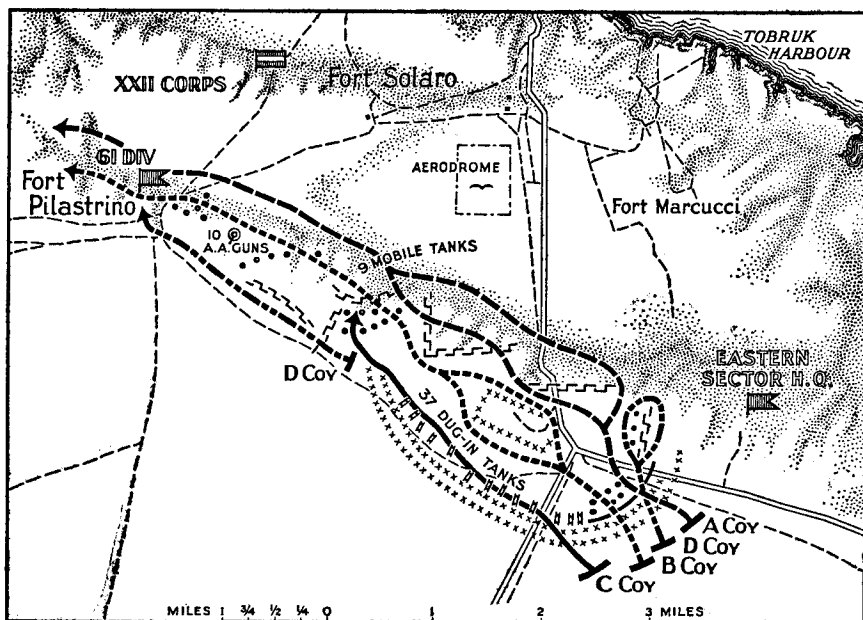 TOBRUK
HARBOUR
XXII CORPS
Fort Solaro
61 DIV
Fort
Pilastrino
AERODROME
Fort Marcucci
10
A.A. GUNS
9 MOBILE TANKS
EASTERN
SECTOR H.Q.
D COY
37 DUG-IN TANKS
A COY
D COY
B COY
C COY
MILES 1 ¾ ½ ¼ 0 1 2 3 MILES